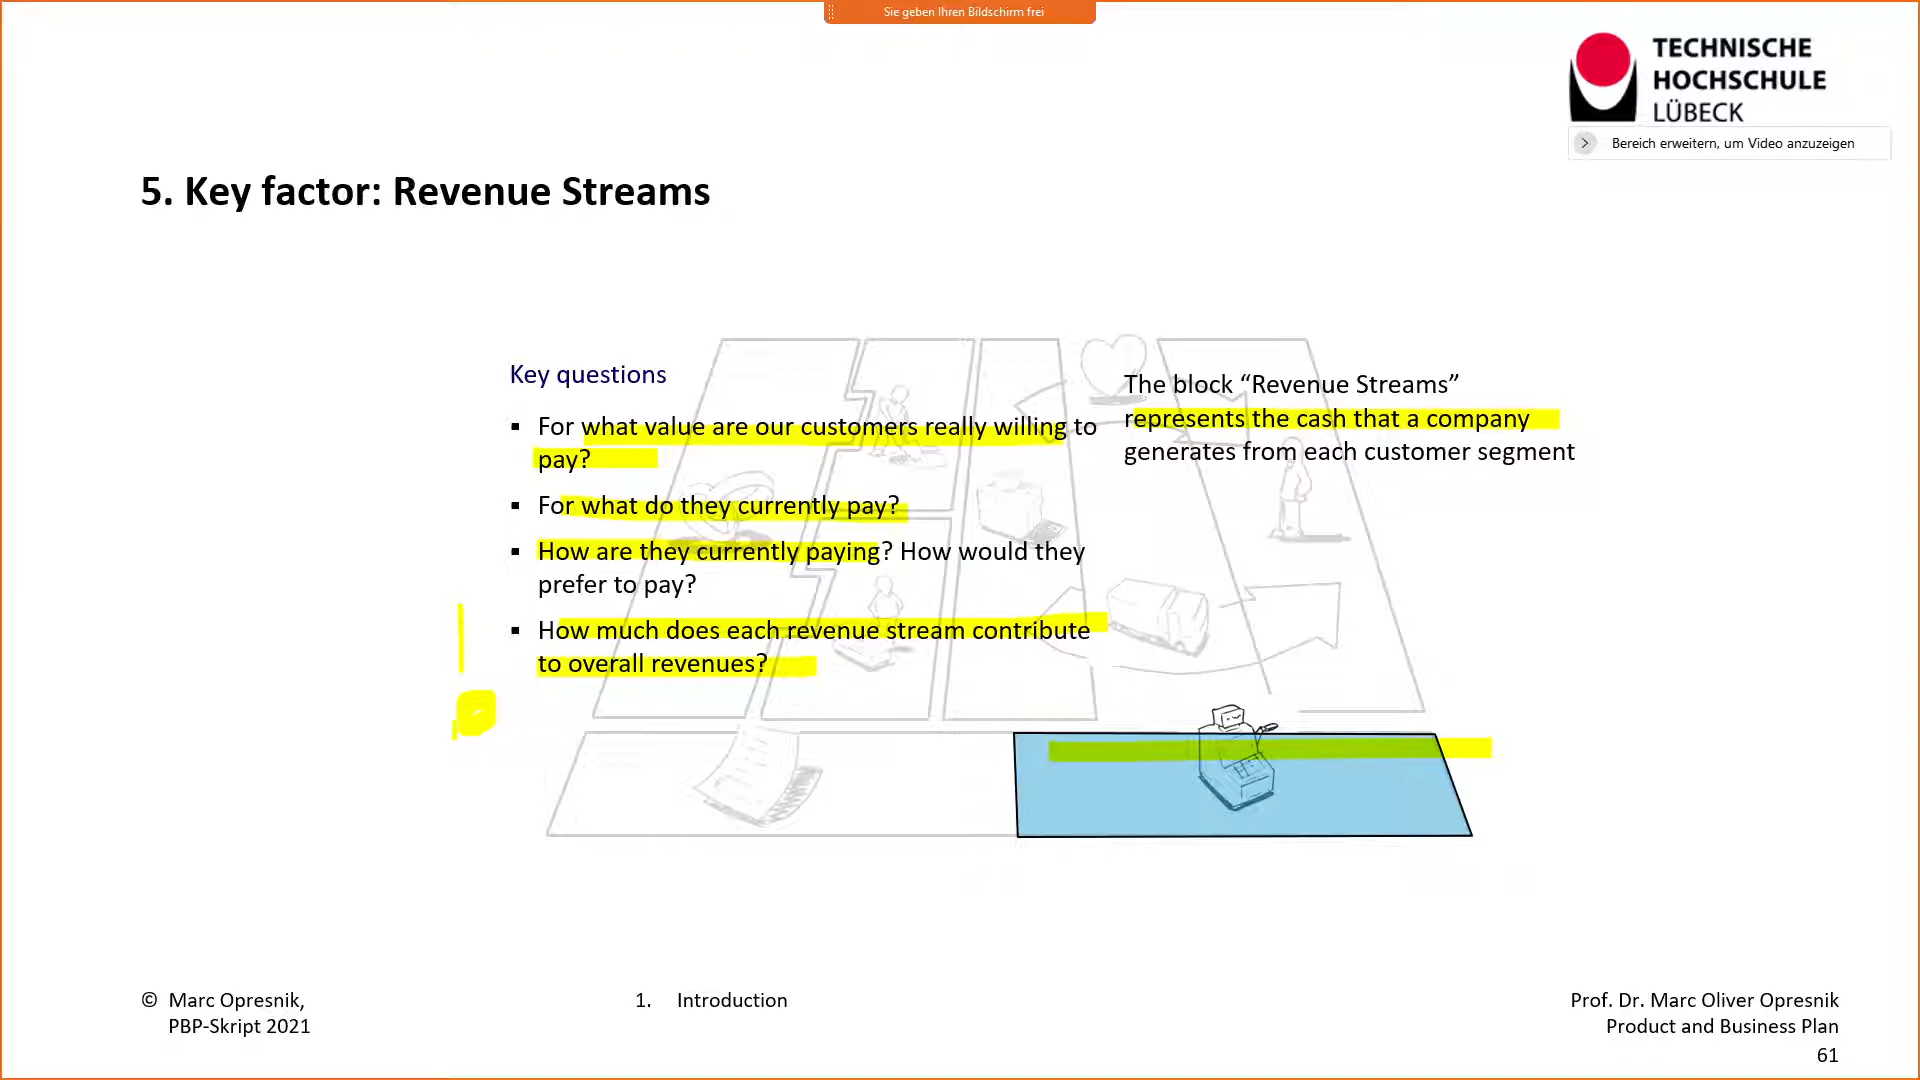 Sie geben Ihren Bildschirm frei
TECHNISCHE
HOCHSCHULE
LÜBECK
Bereich erweitern, um Video anzuzeigen
5. Key factor: Revenue Streams
Key questions
▪ For what value are our customers really willing to
pay?
▪ For what do they currently pay?
▪ How are they currently paying? How would they
prefer to pay?
▪ How much does each revenue stream contribute
to overall revenues?
The block “Revenue Streams”
represents the cash that a company
generates from each customer segment
© Marc Opresnik,
PBP-Skript 2021
1. Introduction
Prof. Dr. Marc Oliver Opresnik
Product and Business Plan
61